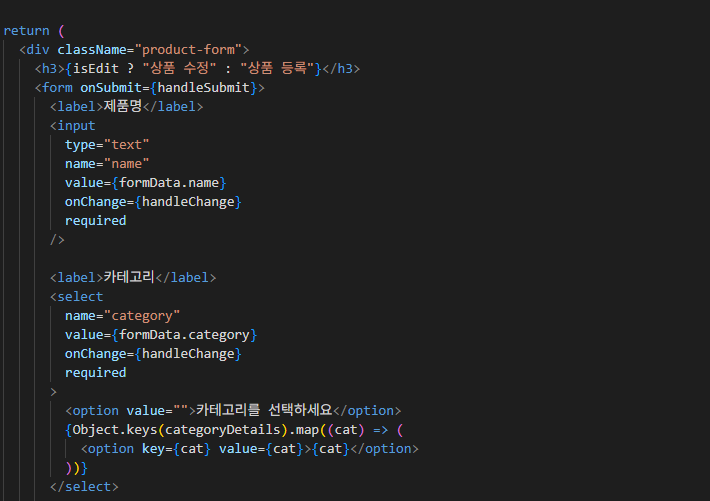 return (
<div className="product-form">
<h3>{isEdit ? "상품 수정" : "상품 등록"}</h3>
<form onSubmit={handleSubmit}>
<label>제품명</label>
<input
type="text"
name="name"
value={formData.name}
onChange={handleChange}
required
/>
<label>카테고리</label>
<select
name="category"
value={formData.category}
onChange={handleChange}
required
>
<option value="">카테고리를 선택하세요</option>
{Object.keys(categoryDetails).map((cat) => (
<option key={cat} value={cat}>{cat}</option>
))}
</select>